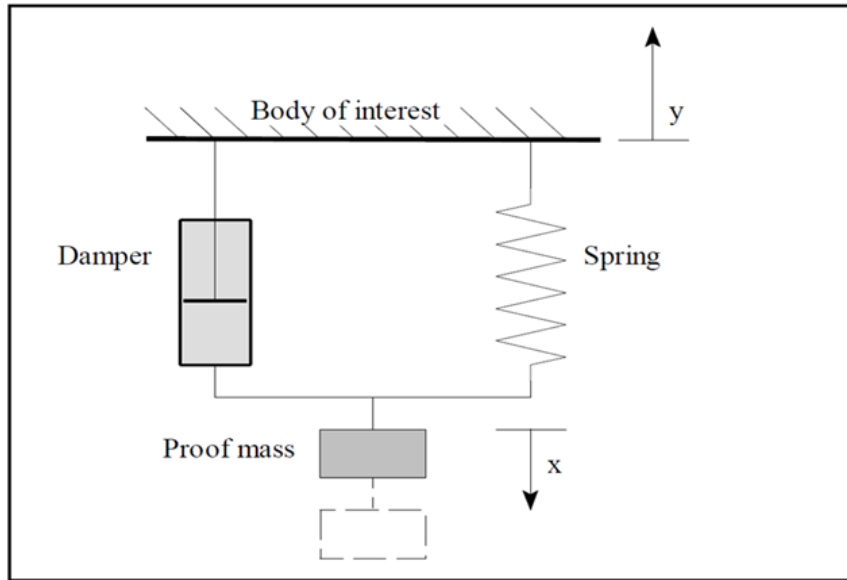 Body of interest
y
Damper
Spring
Proof mass
x